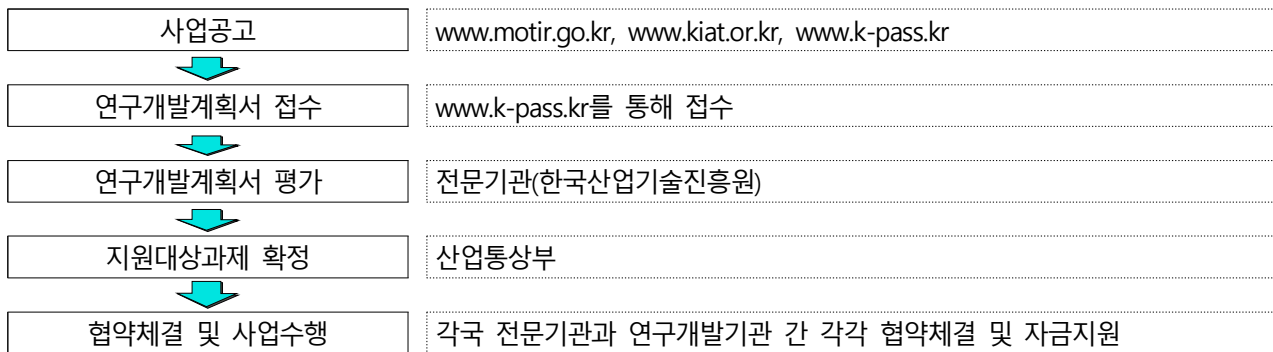 사업공고
www.motir.go.kr, www.kiat.or.kr, www.k-pass.kr
연구개발계획서 접수
www.k-pass.kr를 통해 접수
연구개발계획서 평가
전문기관(한국산업기술진흥원)
지원대상과제 확정
산업통상부
협약체결 및 사업수행
각국 전문기관과 연구개발기관 간 각각 협약체결 및 자금지원